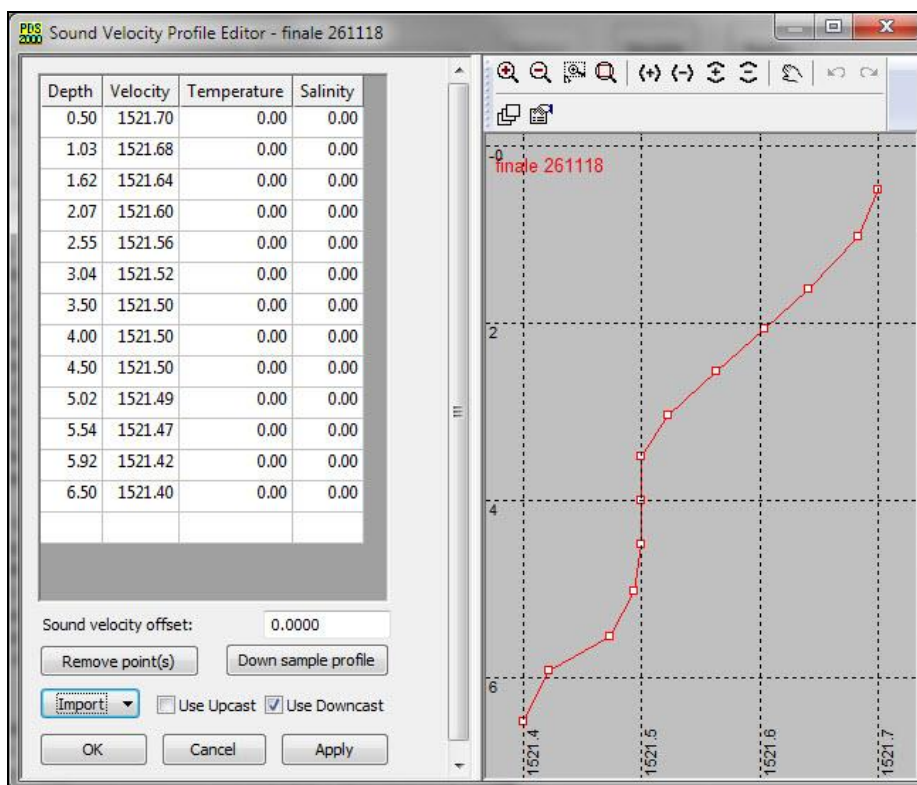 PDS 2000 Sound Velocity Profile Editor - finale 261118
Depth Velocity Temperature Salinity
0.50 1521.70 0.00 0.00
1.03 1521.68 0.00 0.00
1.62 1521.64 0.00 0.00
2.07 1521.60 0.00 0.00
2.55 1521.56 0.00 0.00
3.04 1521.52 0.00 0.00
3.50 1521.50 0.00 0.00
4.00 1521.50 0.00 0.00
4.50 1521.50 0.00 0.00
5.02 1521.49 0.00 0.00
5.54 1521.47 0.00 0.00
5.92 1521.42 0.00 0.00
6.50 1521.40 0.00 0.00
Sound velocity offset: 0.0000
Remove point(s) Down sample profile
Import Use Upcast Use Downcast
OK Cancel Apply
-0
finale 261118
2
4
6
1521.4 1521.5 1521.6 1521.7